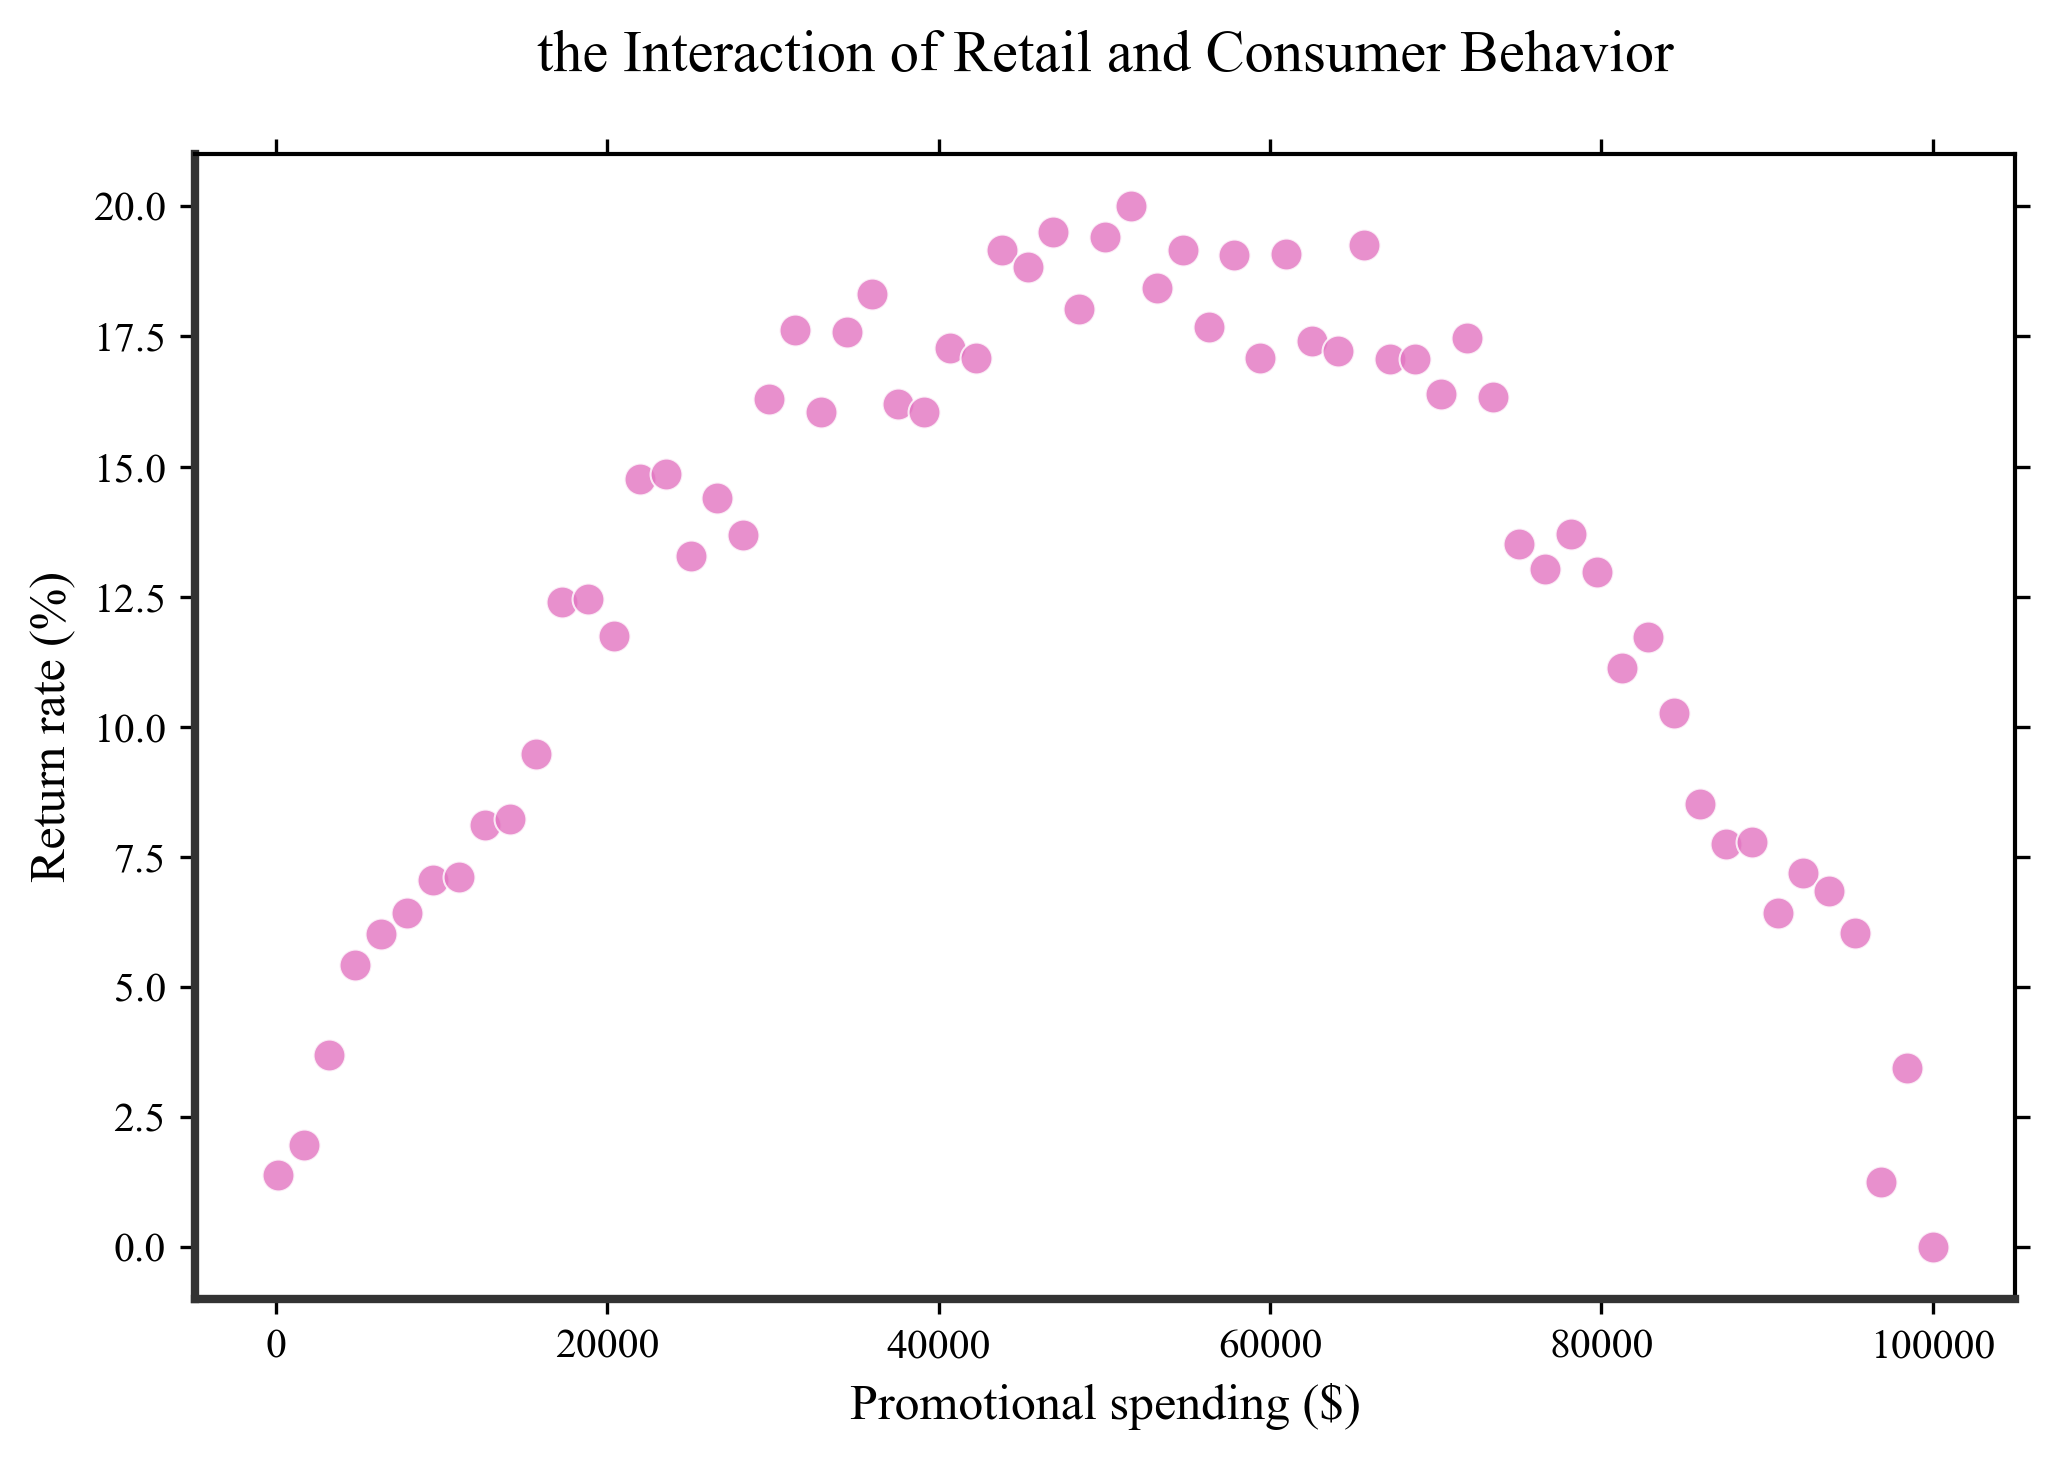 the Interaction of Retail and Consumer Behavior
20.0
17.5
15.0
12.5
10.0
7.5
5.0
2.5
0.0
Return rate (%)
0 20000 40000 60000 80000 100000
Promotional spending ($)